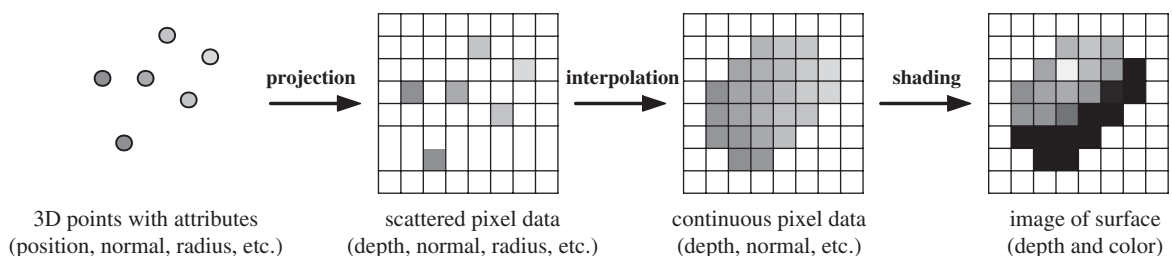 projection
interpolation
shading
3D points with attributes
(position, normal, radius, etc.)
scattered pixel data
(depth, normal, radius, etc.)
continuous pixel data
(depth, normal, etc.)
image of surface
(depth and color)